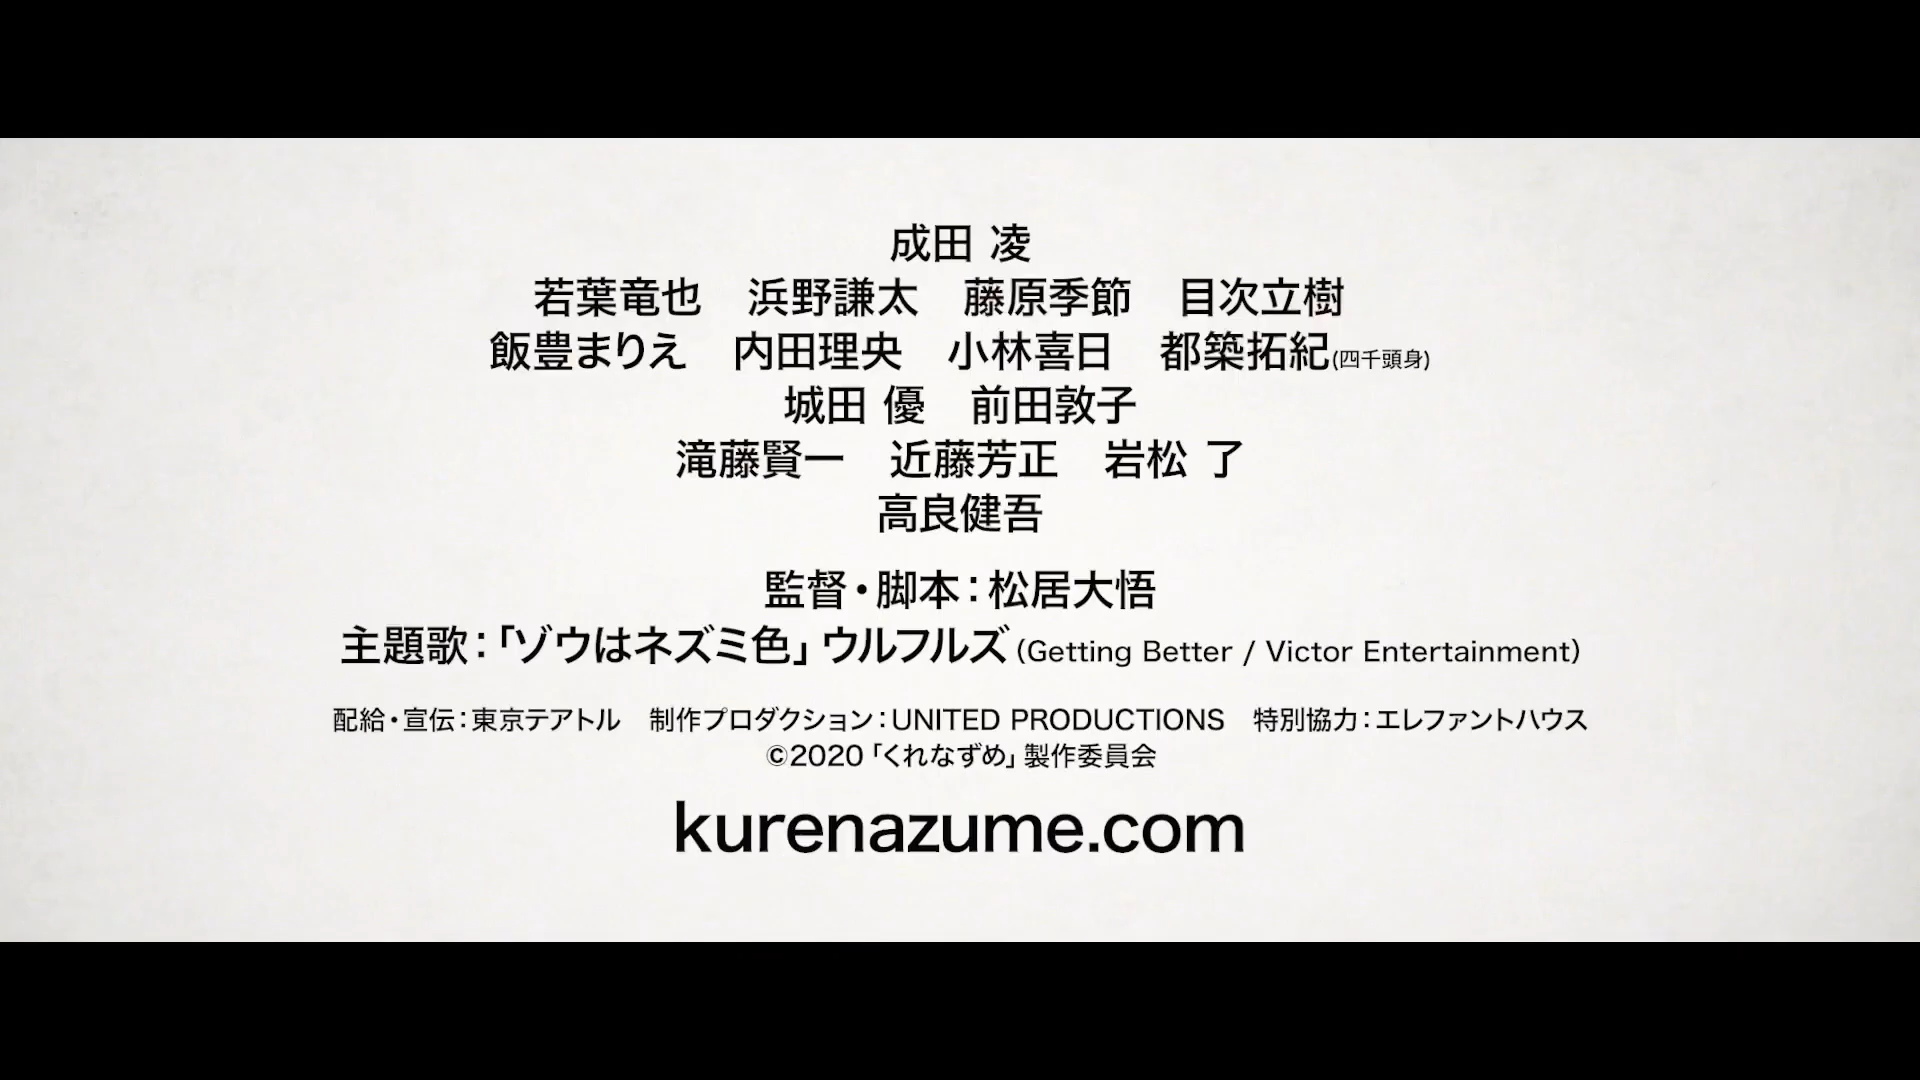 成田 凌
若葉竜也　浜野謙太　藤原季節　目次立樹
飯豊まりえ　内田理央　小林喜日　都築拓紀(四千頭身)
城田 優　前田敦子
滝藤賢一　近藤芳正　岩松 了
高良健吾
監督・脚本：松居大悟
主題歌：「ゾウはネズミ色」ウルフルズ（Getting Better / Victor Entertainment）
配給・宣伝：東京テアトル　制作プロダクション：UNITED PRODUCTIONS　特別協力：エレファントハウス
©2020「くれなずめ」製作委員会
kurenazume.com